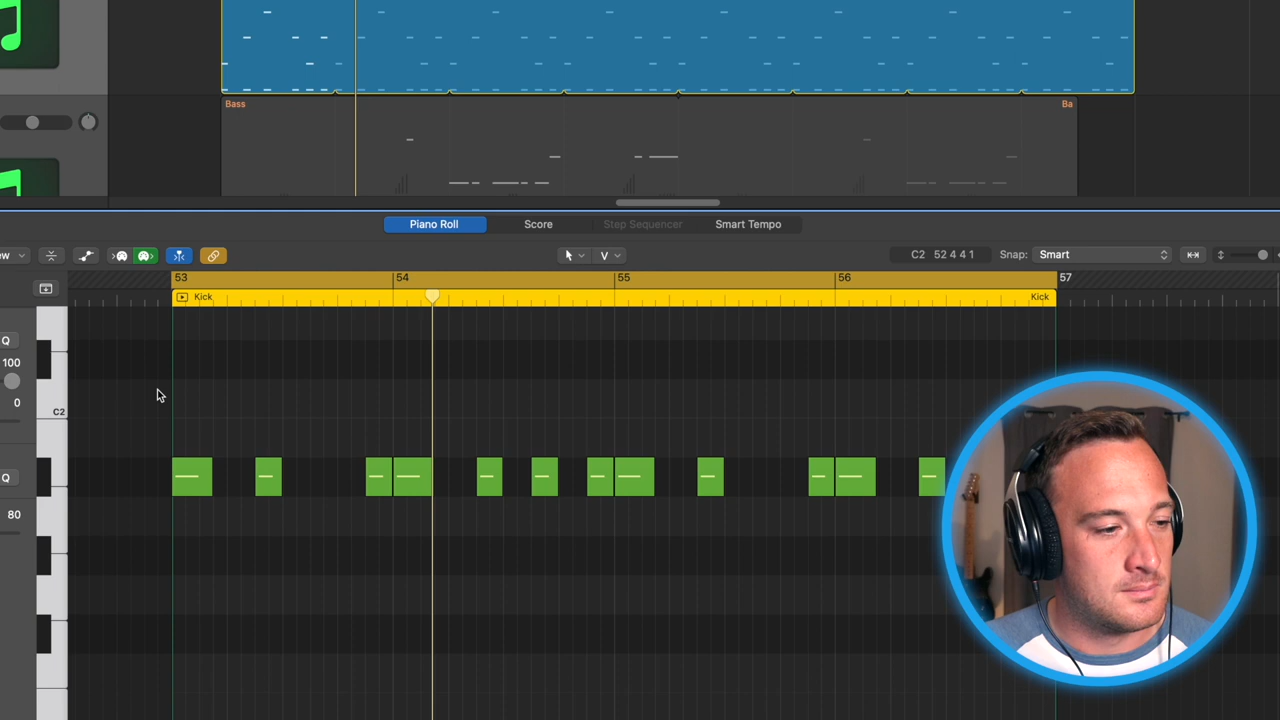 Bass
Ba
Piano Roll
Score
Step Sequencer
Smart Tempo
ew
V
C2 52 4 4 1
Snap:
Smart
53
54
55
56
57
Kick
Kick
Q
100
0
C2
Q
80